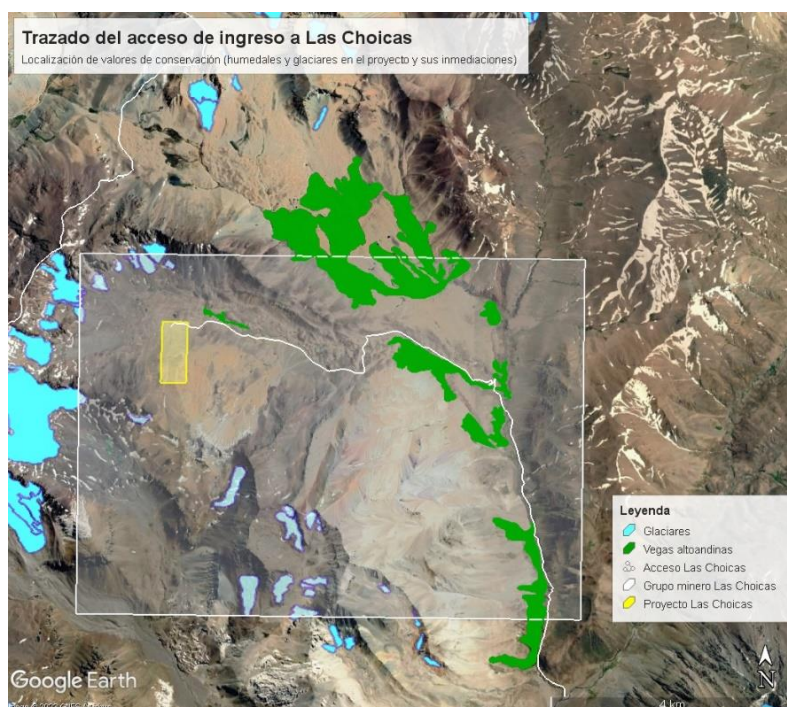 Trazado del acceso de ingreso a Las Choicas
Localización de valores de conservación (humedales y glaciares en el proyecto y sus inmediaciones)
Leyenda
Glaciares
Vegas altoandinas
Acceso Las Choicas
Grupo minero Las Choicas
Proyecto Las Choicas
Google Earth
N
4 km